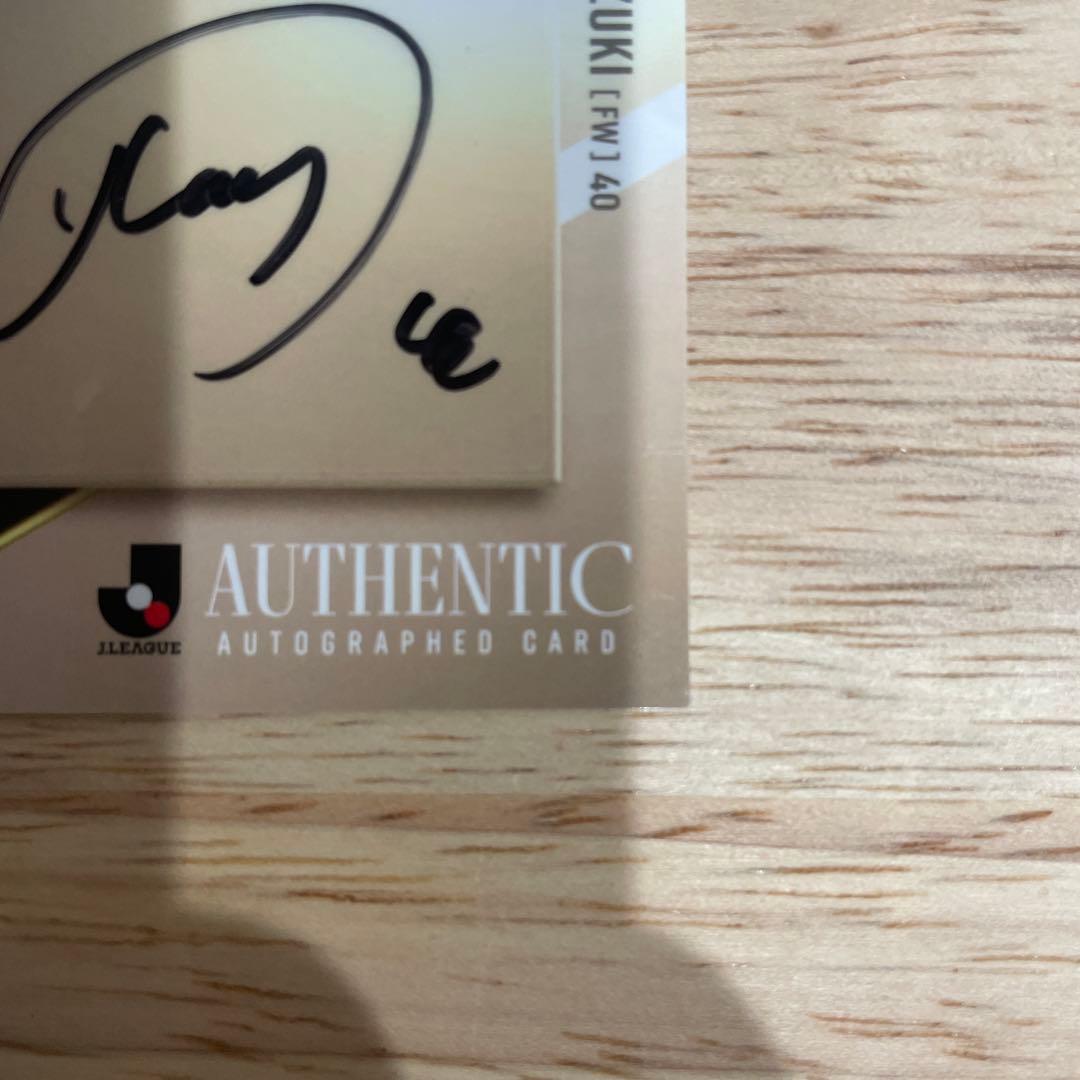 ZUKI [FW] 40
AUTHENTIC
AUTOGRAPHED CARD
J.LEAGUE